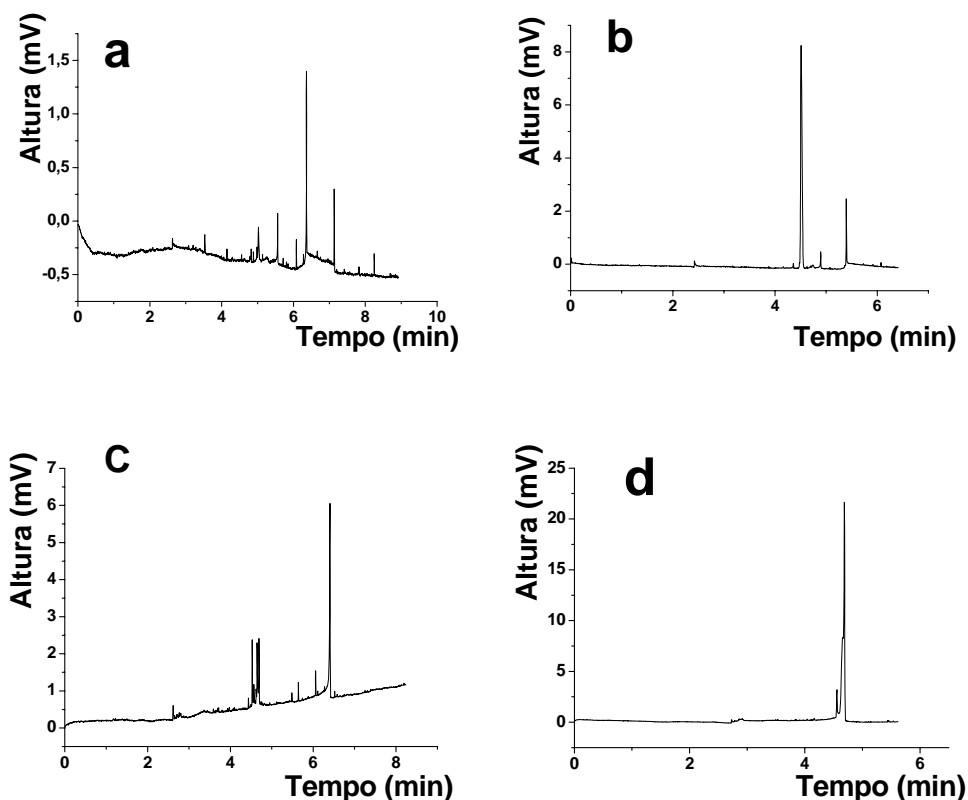 a
Altura (mV)
1,5
1,0
0,5
0,0
-0,5
0 2 4 6 8 10
Tempo (min)
b
Altura (mV)
8
6
4
2
0
0 2 4 6
Tempo (min)
c
Altura (mV)
7
6
5
4
3
2
1
0
0 2 4 6 8
Tempo (min)
d
Altura (mV)
25
20
15
10
5
0
0 2 4 6
Tempo (min)